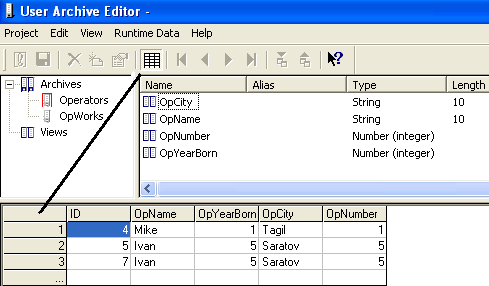 User Archive Editor -
Project Edit View Runtime Data Help
Archives
Operators
OpWorks
Views
Name Alias Type Length
OpCity String 10
OpName String 10
OpNumber Number (integer)
OpYearBorn Number (integer)
ID OpName OpYearBorn OpCity OpNumber
1 4 Mike 1 Tagil 1
2 5 Ivan 5 Saratov 5
3 7 Ivan 5 Saratov 5
...